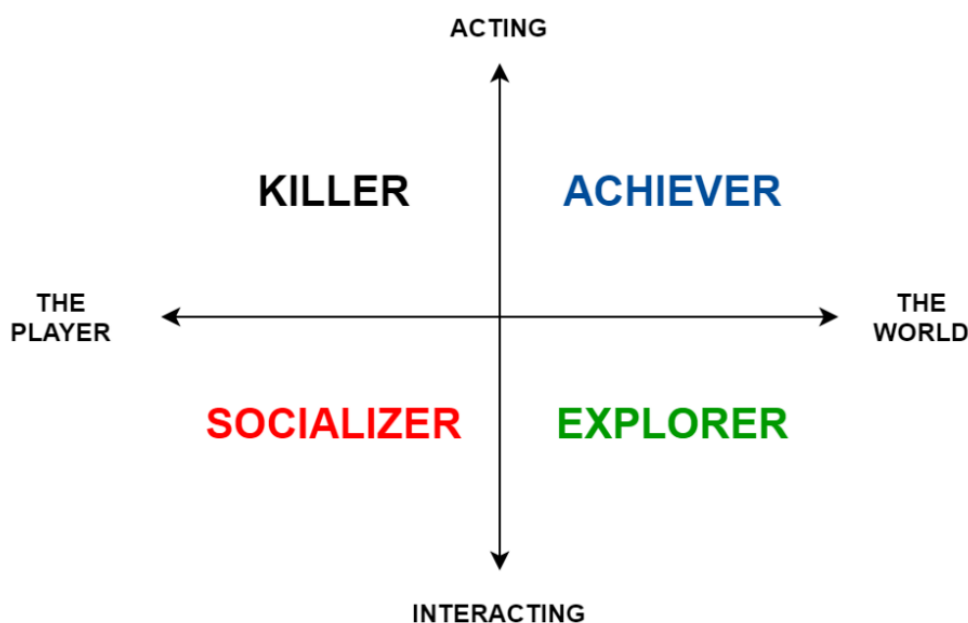 ACTING
KILLER
ACHIEVER
THE
PLAYER
THE
WORLD
SOCIALIZER
EXPLORER
INTERACTING